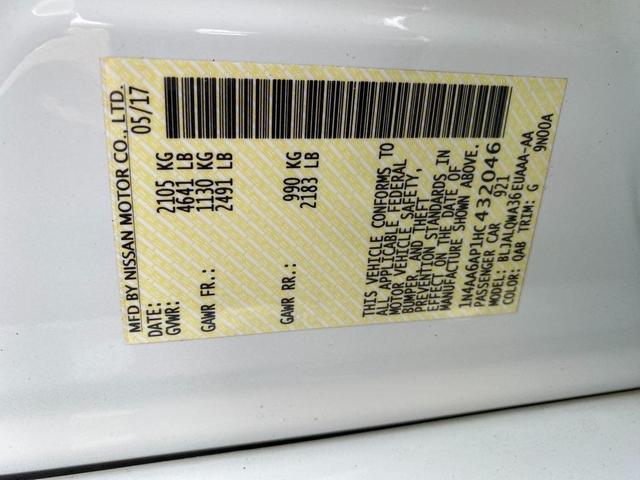 MFD BY NISSAN MOTOR CO., LTD.
DATE: 05/17
GVWR: 2105 KG
4641 LB
GAWR FR.: 1130 KG
2491 LB
GAWR RR.: 990 KG
2183 LB
THIS VEHICLE CONFORMS TO
ALL APPLICABLE FEDERAL
MOTOR VEHICLE SAFETY,
BUMPER, AND THEFT
PREVENTION STANDARDS IN
EFFECT ON THE DATE OF
MANUFACTURE SHOWN ABOVE.
1N4AA6AP1HC432046
PASSENGER CAR 921
MODEL: BLJALQWA36EUAAA-AA
COLOR: QAB TRIM: G 9N00A